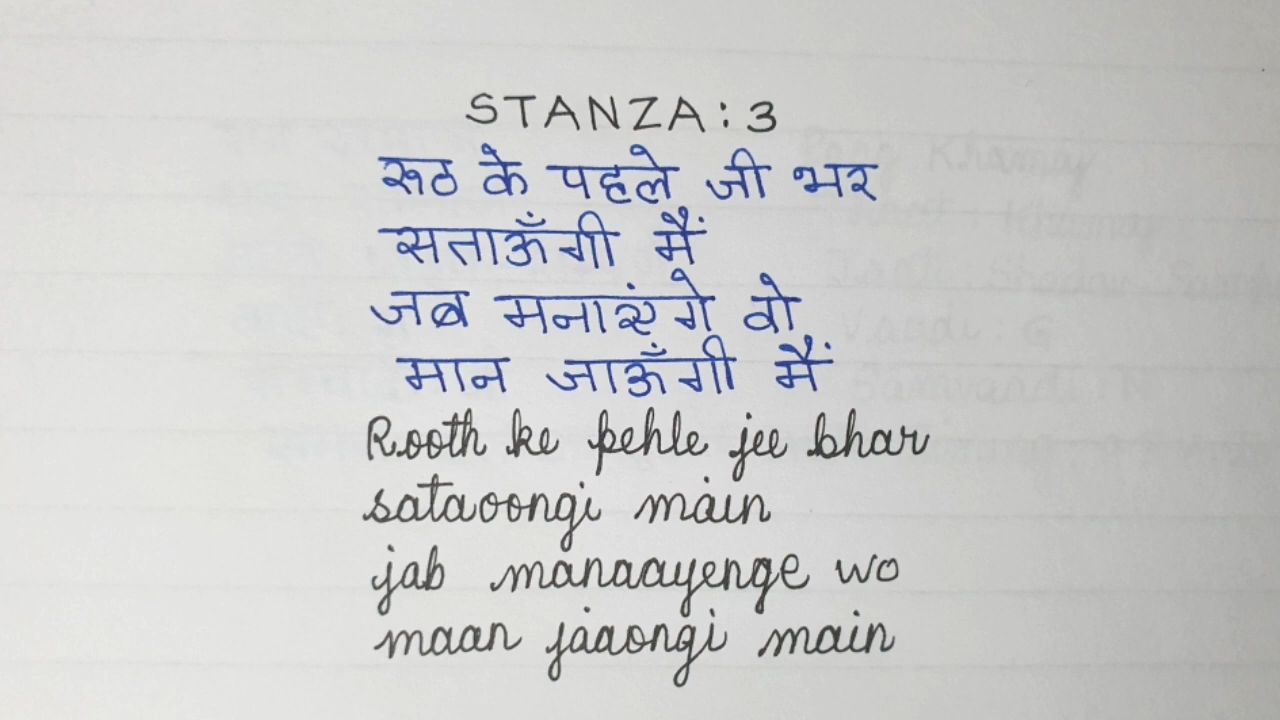 STANZA: 3
रूठ के पहले जी भर
सताऊँगी मैं
जब मनाएंगे वो
मान जाऊँगी मैं
Rooth ke pehle jee bhar
sataoongi main
jab manaayenge wo
maan jaaongi main